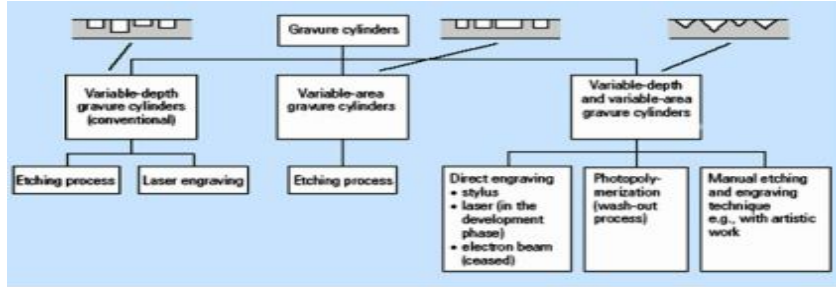 Gravure cylinders
Variable-depth
gravure cylinders
(conventional)
Variable-area
gravure cylinders
Variable-depth
and variable-area
gravure cylinders
Etching process
Laser engraving
Etching process
Direct engraving
• stylus
• laser (in the
development
phase)
• electron beam
(ceased)
Photopoly-
merization
(wash-out
process)
Manual etching
and engraving
technique
e.g., with artistic
work